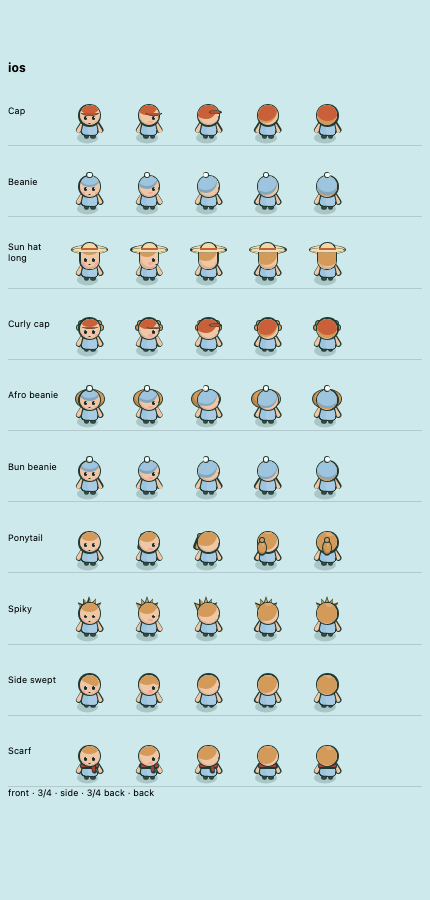 ios
Cap
Beanie
Sun hat
long
Curly cap
Afro beanie
Bun beanie
Ponytail
Spiky
Side swept
Scarf
front · 3/4 · side · 3/4 back · back